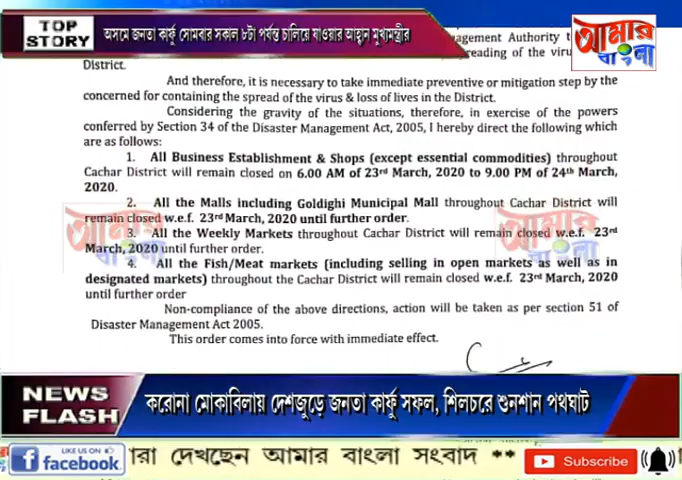 TOP STORY
অসমে জনতা কার্ফু সোমবার সকাল ৮টা পর্যন্ত চালিয়ে যাওয়ার আহ্বান মুখ্যমন্ত্রীর
আমার বাংলা
agement Authority t
reading of the viru
District.
And therefore, it is necessary to take immediate preventive or mitigation step by the
concerned for containing the spread of the virus & loss of lives in the District.
Considering the gravity of the situations, therefore, in exercise of the powers
conferred by Section 34 of the Disaster Management Act, 2005, I hereby direct the following which
are as follows:
1. All Business Establishment & Shops (except essential commodities) throughout
Cachar District will remain closed on 6.00 AM of 23rd March, 2020 to 9.00 PM of 24th March,
2020.
2. All the Malls including Goldighi Municipal Mall throughout Cachar District will
remain closed w.e.f. 23rd March, 2020 until further order.
3. All the Weekly Markets throughout Cachar District will remain closed w.e.f. 23rd
March, 2020 until further order.
4. All the Fish/Meat markets (including selling in open markets as well as in
designated markets) throughout the Cachar District will remain closed w.e.f. 23rd March, 2020
until further order
Non-compliance of the above directions, action will be taken as per section 51 of
Disaster Management Act 2005.
This order comes into force with immediate effect.
আমার বাংলা
আমার বাংলা
NEWS FLASH
করোনা মোকাবিলায় দেশজুড়ে জনতা কার্ফু সফল, শিলচরে শুনশান পথঘাট
LIKE US ON
facebook
রা দেখছেন আমার বাংলা সংবাদ **
Subscribe